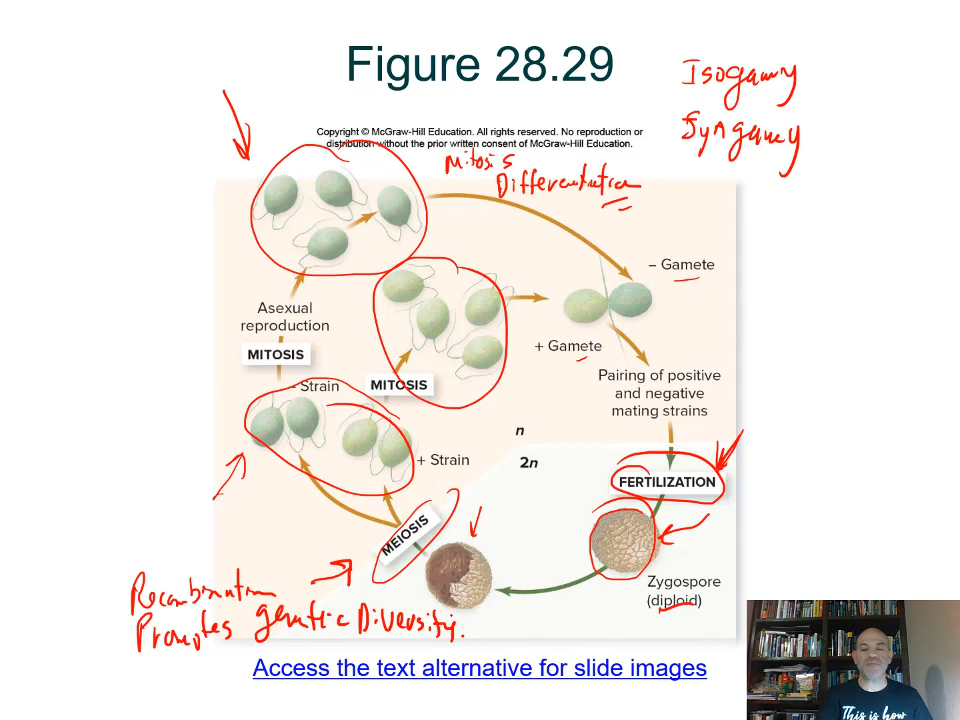 Figure 28.29
Isogamy
Syngamy
Copyright © McGraw-Hill Education. All rights reserved. No reproduction or
distribution without the prior written consent of McGraw-Hill Education.
Mitosis
Differentiation
– Gamete
Asexual
reproduction
MITOSIS
+ Gamete
– Strain
MITOSIS
Pairing of positive
and negative
mating strains
n
+ Strain
2n
FERTILIZATION
MEIOSIS
Zygospore
(diploid)
Recombination
Promotes genetic Diversity.
Access the text alternative for slide images
This is how